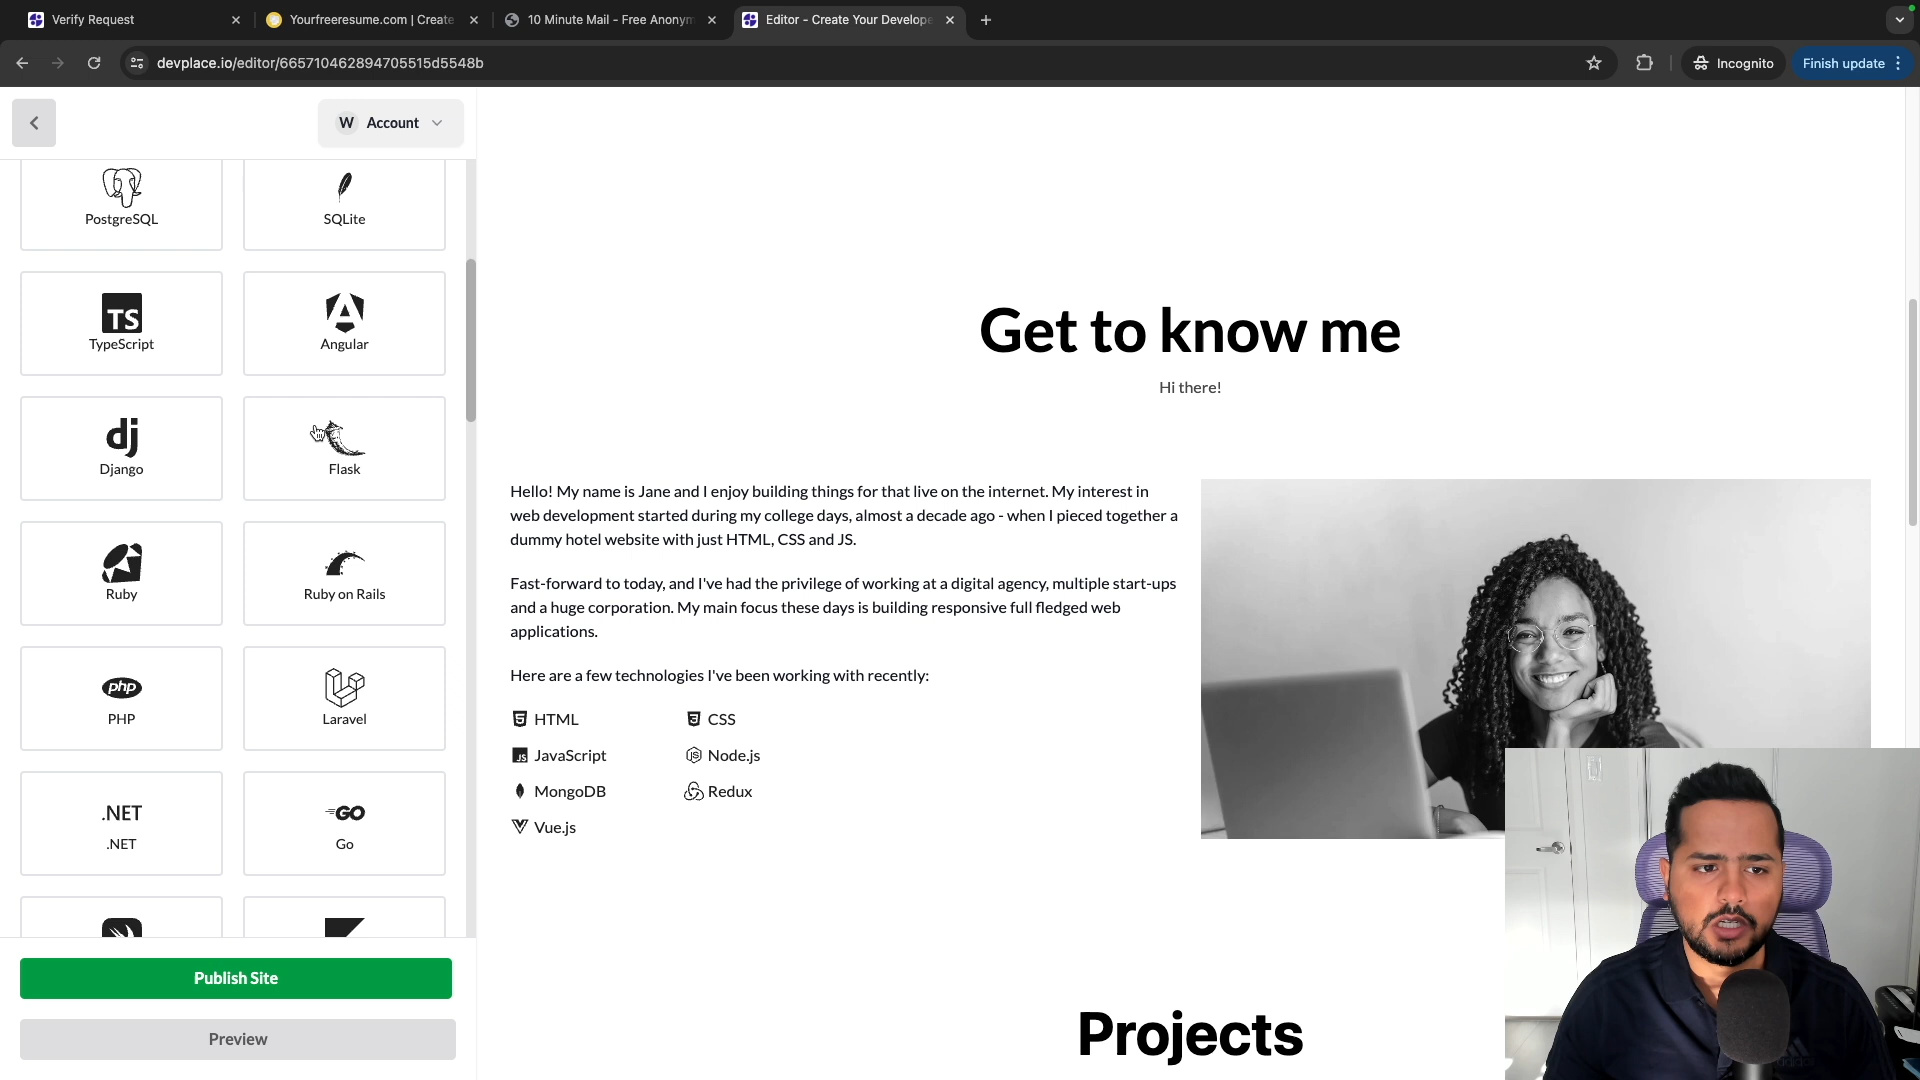 Verify Request
Yourfreeresume.com | Create
10 Minute Mail - Free Anonym
Editor - Create Your Develope
devplace.io/editor/665710462894705515d5548b
Incognito
Finish update
W Account
PostgreSQL
SQLite
TS
TypeScript
Angular
dj
Django
Flask
Ruby
Ruby on Rails
php
PHP
Laravel
.NET
.NET
GO
Go
Publish Site
Preview
Get to know me
Hi there!
Hello! My name is Jane and I enjoy building things for that live on the internet. My interest in
web development started during my college days, almost a decade ago - when I pieced together a
dummy hotel website with just HTML, CSS and JS.
Fast-forward to today, and I've had the privilege of working at a digital agency, multiple start-ups
and a huge corporation. My main focus these days is building responsive full fledged web
applications.
Here are a few technologies I've been working with recently:
HTML
CSS
JS JavaScript
Node.js
MongoDB
Redux
Vue.js
Projects